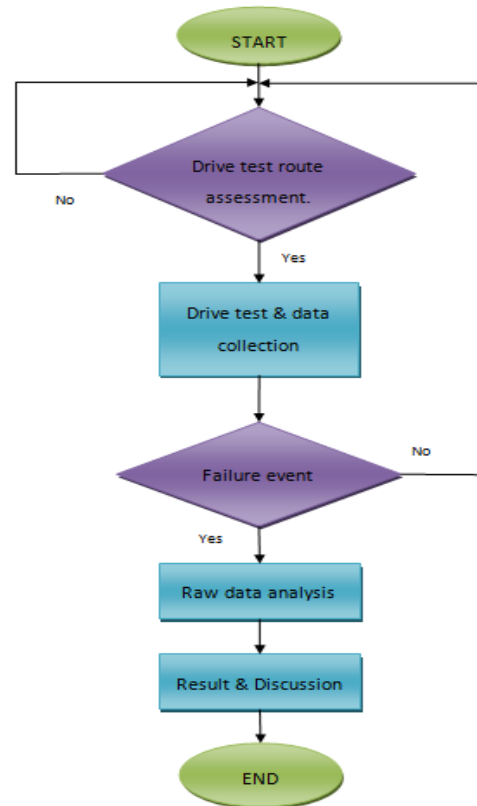 START
Drive test route
assessment.
No
Yes
Drive test & data
collection
No
Failure event
Yes
Raw data analysis
Result & Discussion
END